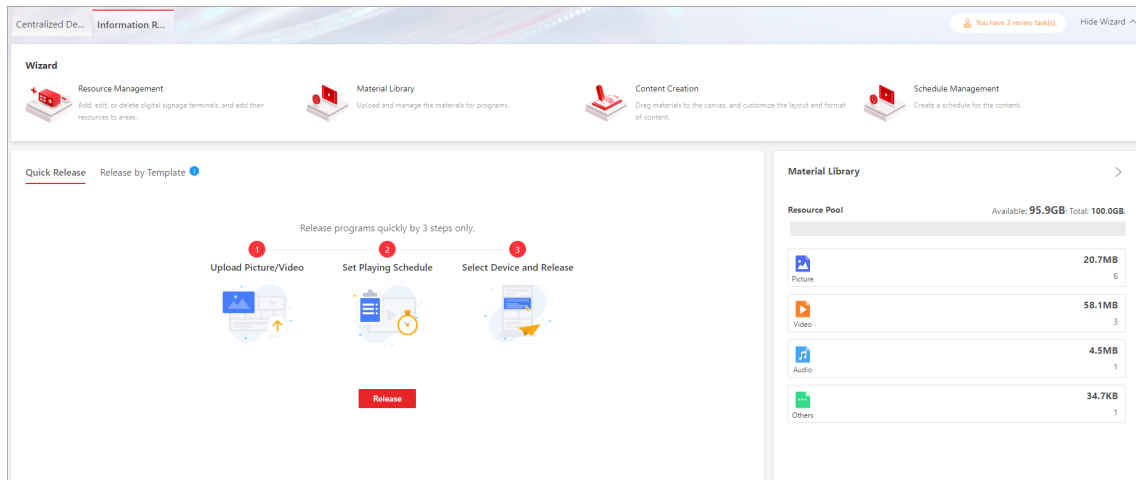 Centralized De...
Information R...
You have 3 review task(s).
Hide Wizard
Wizard
Resource Management
Add, edit, or delete digital signage terminals, and add their
resources to areas.
Material Library
Upload and manage the materials for programs.
Content Creation
Drag materials to the canvas, and customize the layout and format
of content.
Schedule Management
Create a schedule for the content.
Quick Release
Release by Template
Release programs quickly by 3 steps only.
1
2
3
Upload Picture/Video
Set Playing Schedule
Select Device and Release
Release
Material Library
Resource Pool
Available: 95.9GB; Total: 100.0GB.
Picture
20.7MB
6
Video
58.1MB
3
Audio
4.5MB
1
Others
34.7KB
1